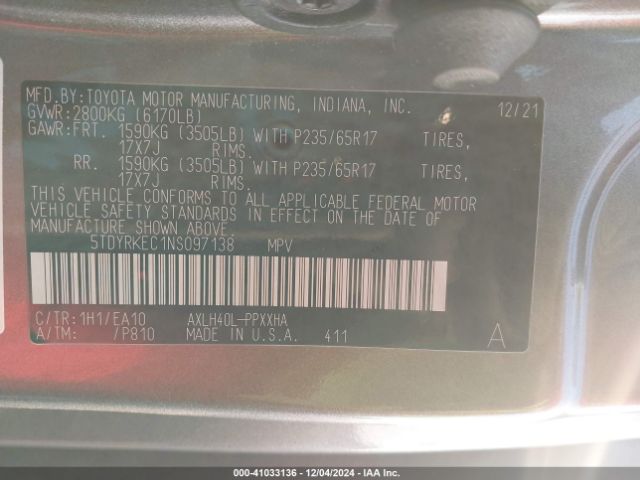 MFD.BY:TOYOTA MOTOR MANUFACTURING, INDIANA, INC. 12/21
GVWR:2800KG (6170LB)
GAWR:FRT. 1590KG (3505LB) WITH P235/65R17 TIRES,
17X7J RIMS.
RR. 1590KG (3505LB) WITH P235/65R17 TIRES,
17X7J RIMS.
THIS VEHICLE CONFORMS TO ALL APPLICABLE FEDERAL MOTOR
VEHICLE SAFETY STANDARDS IN EFFECT ON THE DATE OF
MANUFACTURE SHOWN ABOVE.
5TDYRKEC1NS097138 MPV
C/TR:1H1/EA10 AXLH40L-PPXXHA
A/TM: /P810 MADE IN U.S.A. 411 A
000-41033136 - 12/04/2024 - IAAI.COM